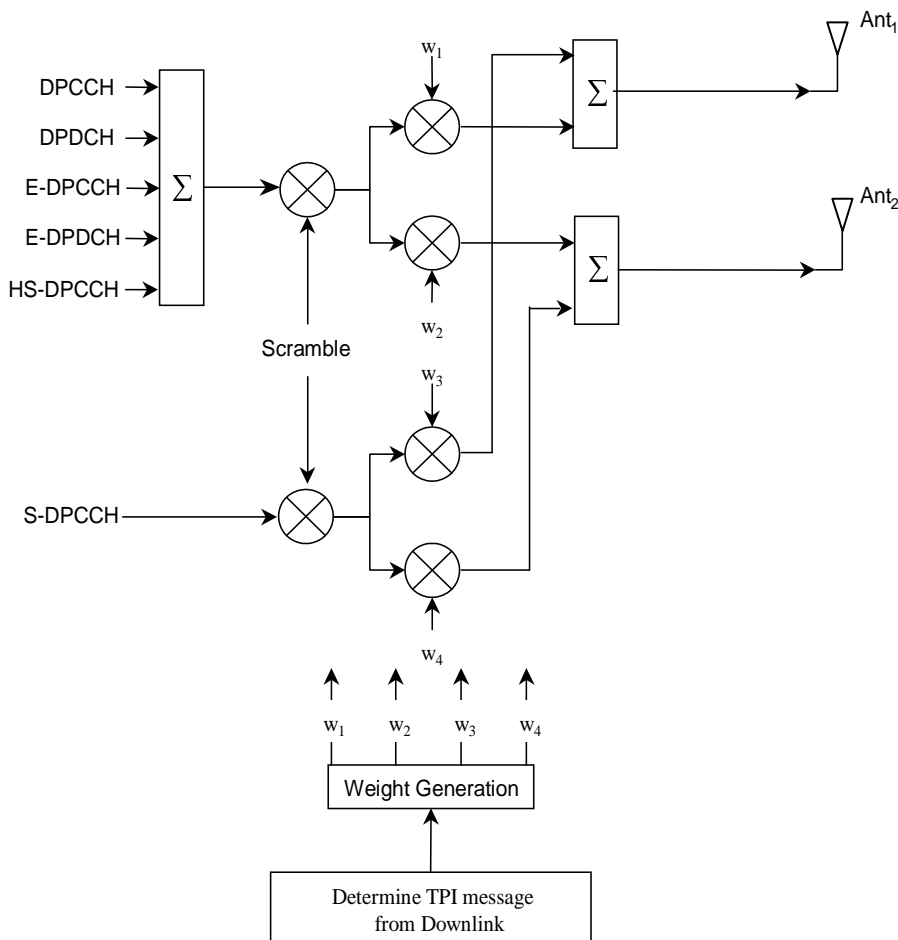 Ant₁
w₁
DPCCH
Σ
DPDCH
E-DPCCH
Σ
Ant₂
E-DPDCH
Σ
HS-DPCCH
w₂
Scramble
w₃
S-DPCCH
w₄
w₁ w₂ w₃ w₄
Weight Generation
Determine TPI message
from Downlink